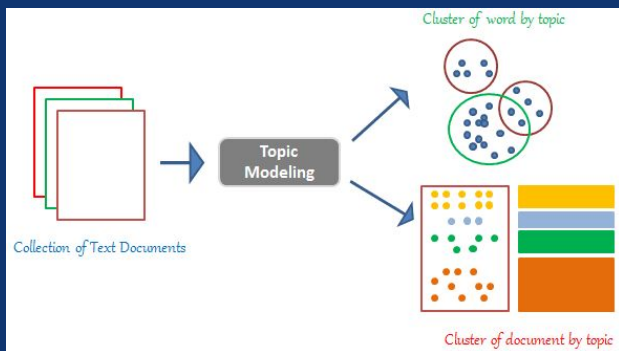 Cluster of word by topic
Topic
Modeling
Collection of Text Documents
Cluster of document by topic